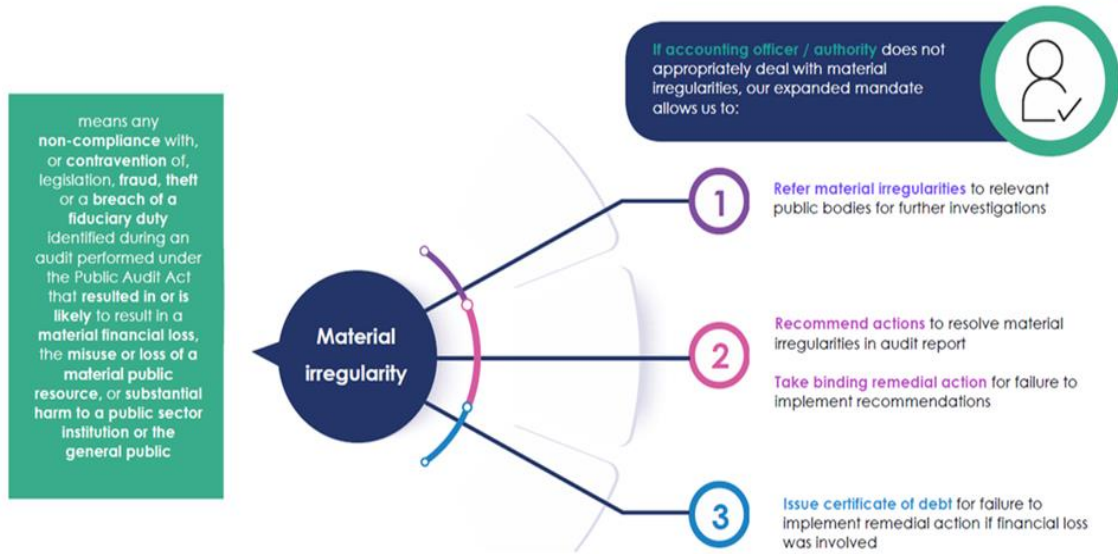 If accounting officer / authority does not
appropriately deal with material
irregularities, our expanded mandate
allows us to:
means any
non-compliance with,
or contravention of,
legislation, fraud, theft
or a breach of a
fiduciary duty
identified during an
audit performed under
the Public Audit Act
that resulted in or is
likely to result in a
material financial loss,
the misuse or loss of a
material public
resource, or substantial
harm to a public sector
institution or the
general public
Material
irregularity
1
Refer material irregularities to relevant
public bodies for further investigations
2
Recommend actions to resolve material
irregularities in audit report
Take binding remedial action for failure to
implement recommendations
3
Issue certificate of debt for failure to
implement remedial action if financial loss
was involved